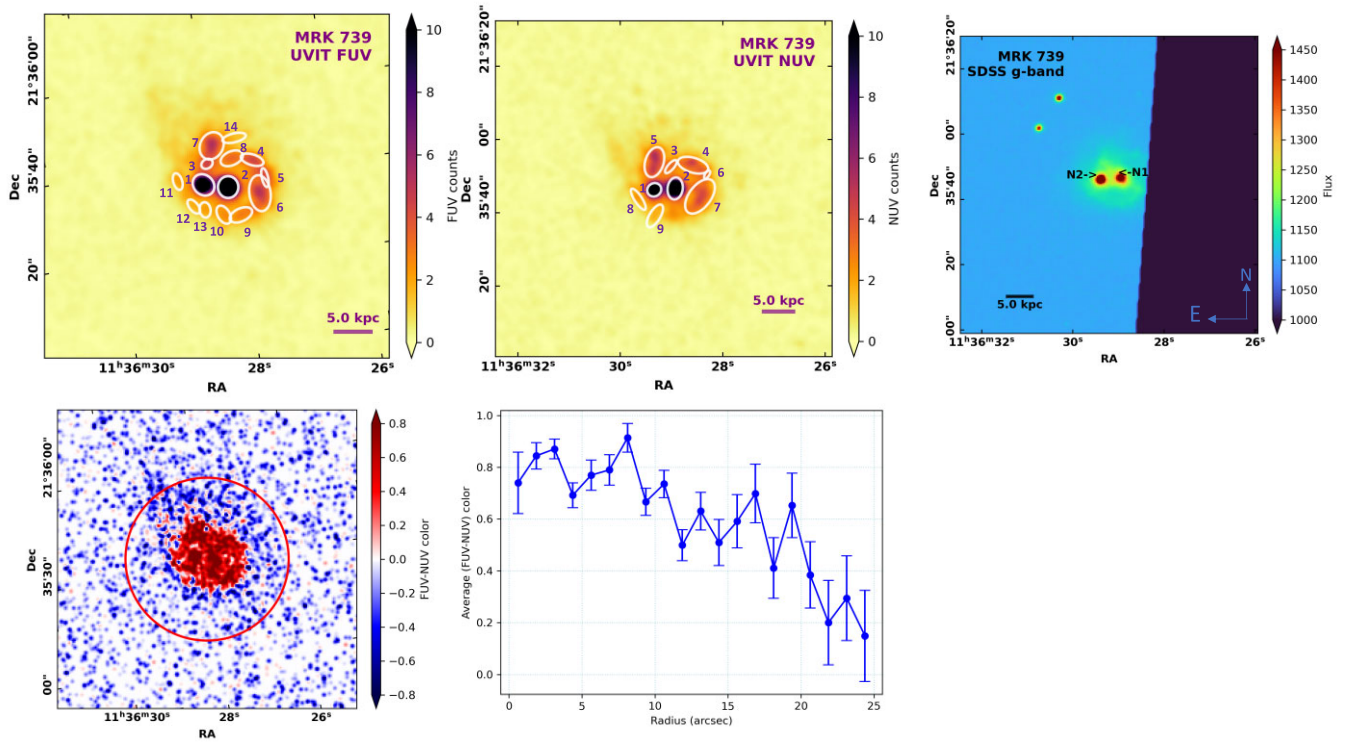 MRK 739
UVIT FUV
21°36'00"
35'40"
20"
Dec
14
7
8
4
3
1
2
5
11
6
12
13
10
9
5.0 kpc
11ʰ36ᵐ30ˢ
28ˢ
26ˢ
RA
10
8
6
4
2
0
FUV counts
MRK 739
UVIT NUV
21°36'20"
00"
35'40"
20"
Dec
5
3
4
1
2
6
7
8
9
5.0 kpc
11ʰ36ᵐ32ˢ
30ˢ
28ˢ
26ˢ
RA
10
8
6
4
2
0
NUV counts
MRK 739
SDSS g-band
21°36'20"
00"
35'40"
20"
00"
Dec
N2->
<-N1
5.0 kpc
N
E
11ʰ36ᵐ32ˢ
30ˢ
28ˢ
26ˢ
RA
1450
1400
1350
1300
1250
1200
1150
1100
1050
1000
Flux
21°36'00"
35'30"
00"
Dec
11ʰ36ᵐ30ˢ
28ˢ
26ˢ
RA
0.8
0.6
0.4
0.2
0.0
−0.2
−0.4
−0.6
−0.8
FUV-NUV color
1.0
0.8
0.6
0.4
0.2
0.0
Average (FUV-NUV) color
0
5
10
15
20
25
Radius (arcsec)